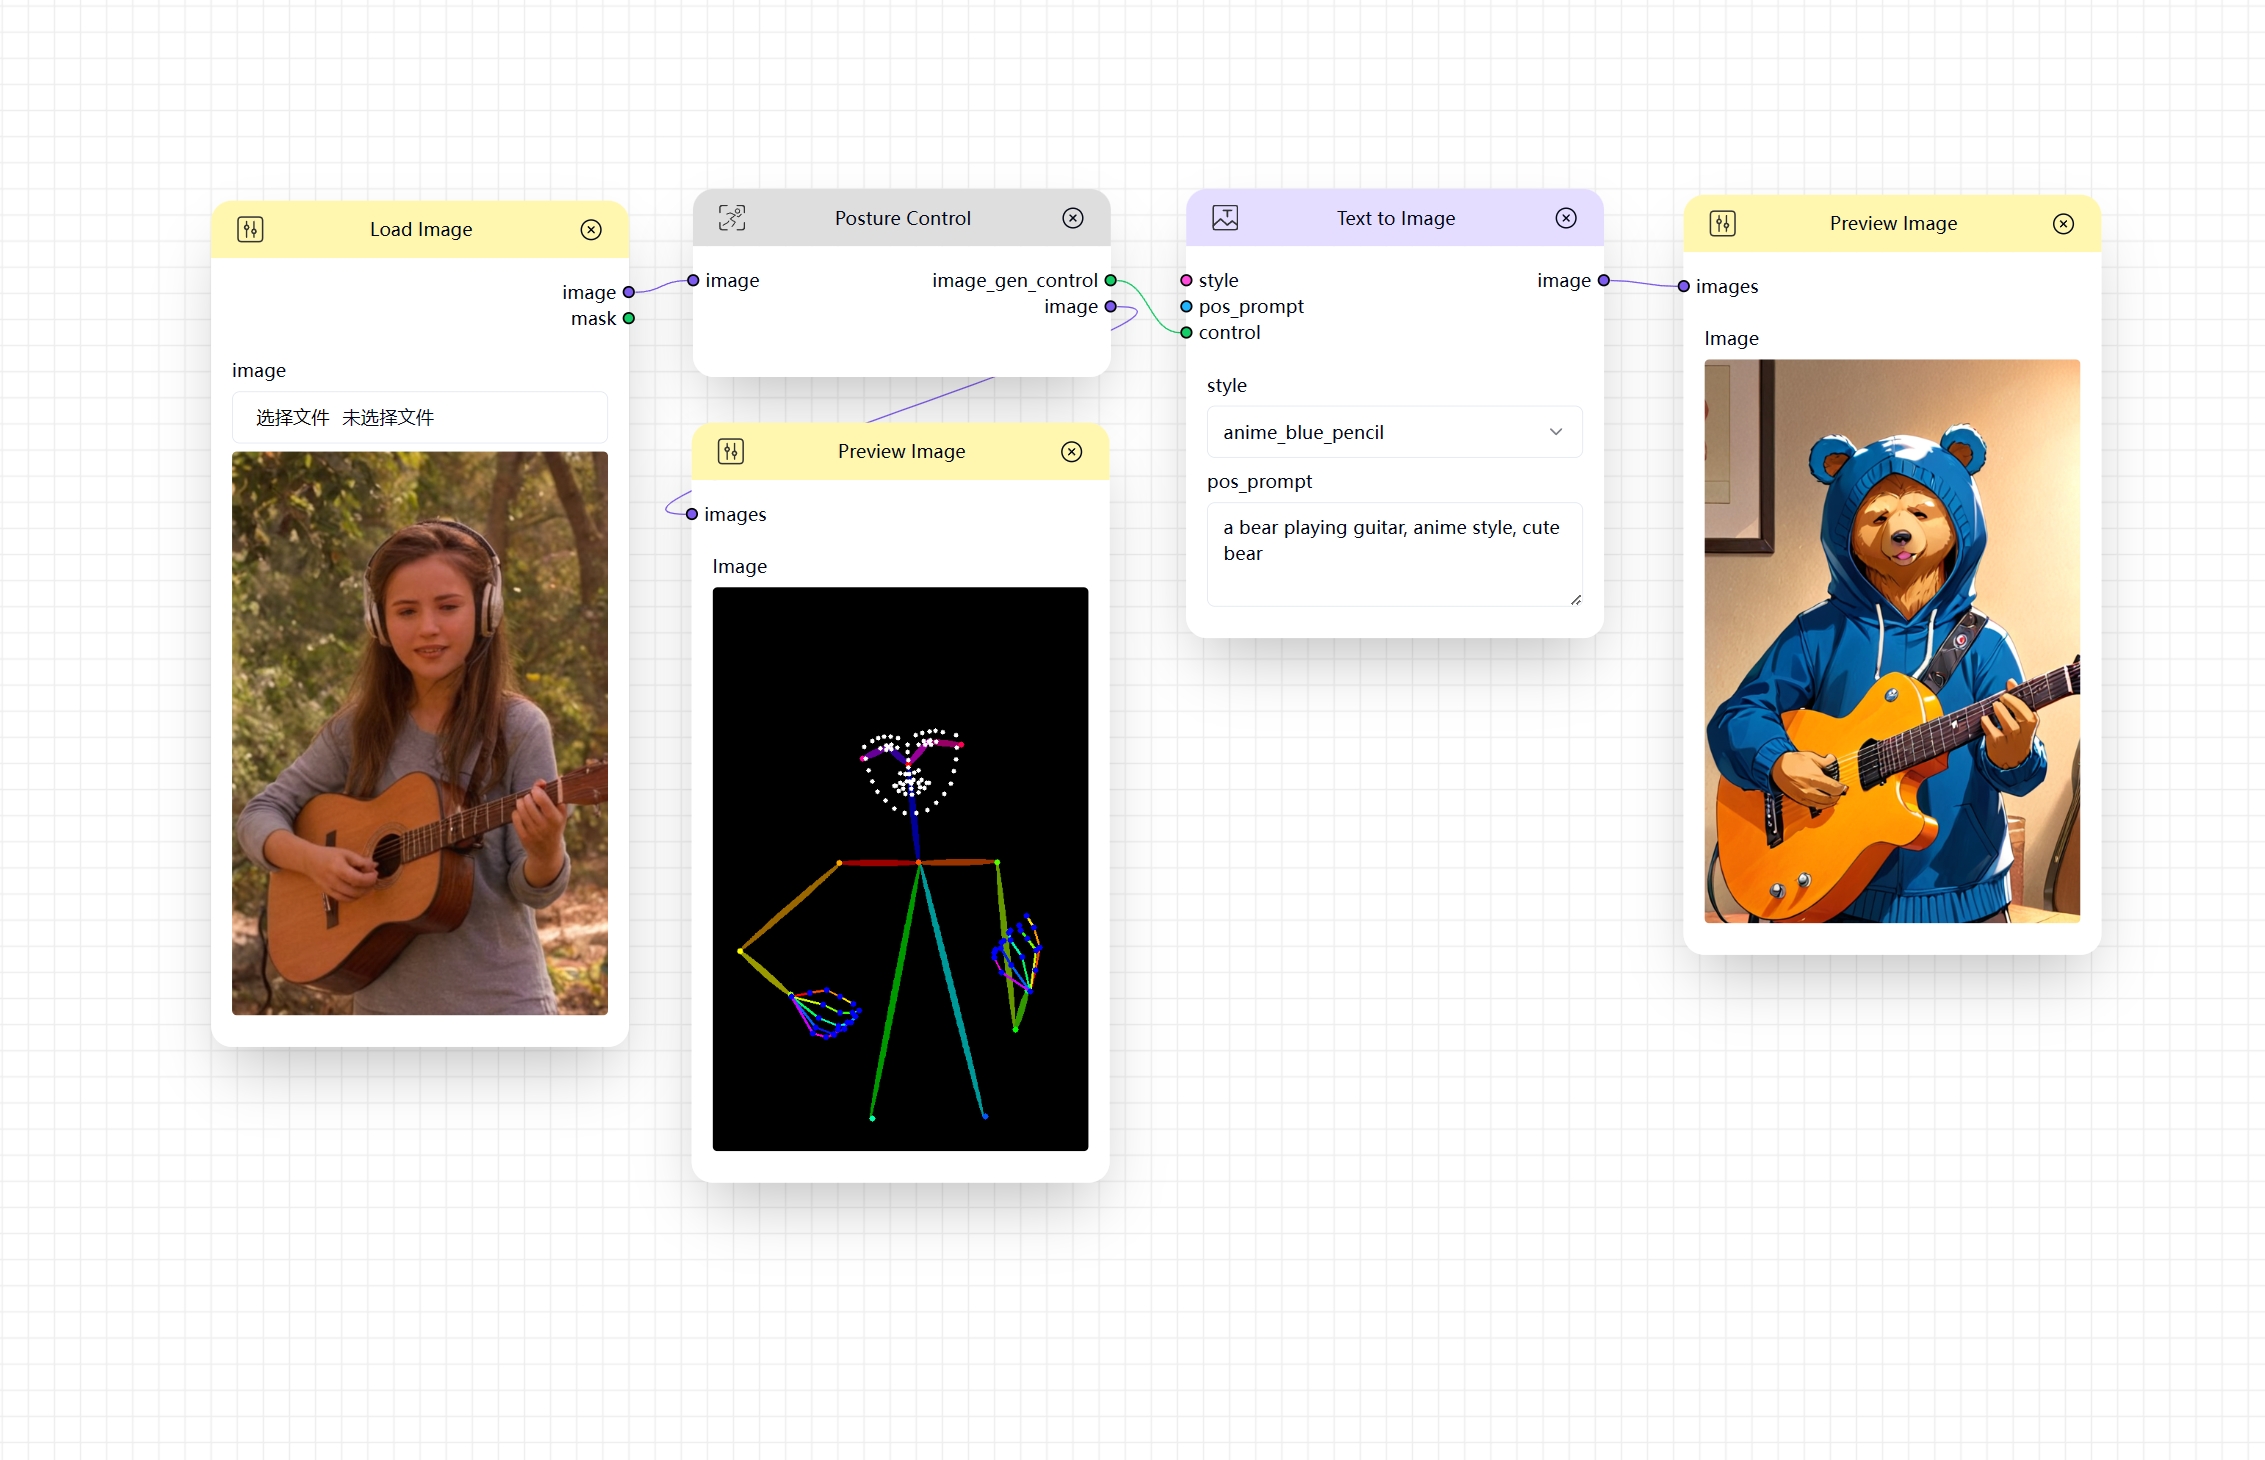 Load Image
image
mask
image
选择文件 未选择文件
Posture Control
image
image_gen_control
image
Preview Image
images
Image
Text to Image
style
image
pos_prompt
control
style
anime_blue_pencil
pos_prompt
a bear playing guitar, anime style, cute
bear
Preview Image
images
Image